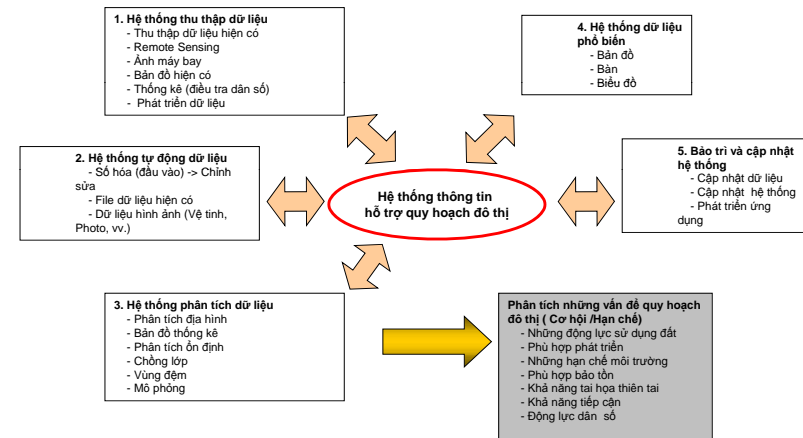 1. Hệ thống thu thập dữ liệu
- Thu thập dữ liệu hiện có
- Remote Sensing
- Ảnh máy bay
- Bản đồ hiện có
- Thống kê (điều tra dân số)
- Phát triển dữ liệu
4. Hệ thống dữ liệu
phổ biến
- Bản đồ
- Bàn
- Biểu đồ
2. Hệ thống tự động dữ liệu
- Số hóa (đầu vào) -> Chỉnh
sửa
- File dữ liệu hiện có
- Dữ liệu hình ảnh (Vệ tinh,
Photo, vv.)
Hệ thống thông tin
hỗ trợ quy hoạch đô thị
5. Bảo trì và cập nhật
hệ thống
- Cập nhật dữ liệu
- Cập nhật hệ thống
- Phát triển ứng
dụng
3. Hệ thống phân tích dữ liệu
- Phân tích địa hình
- Bản đồ thống kê
- Phân tích ổn định
- Chồng lớp
- Vùng đệm
- Mô phỏng
Phân tích những vấn đề quy hoạch
đô thị ( Cơ hội /Hạn chế)
- Những động lực sử dụng đất
- Phù hợp phát triển
- Những hạn chế môi trường
- Phù hợp bảo tồn
- Khả năng tai họa thiên tai
- Khả năng tiếp cận
- Động lực dân số